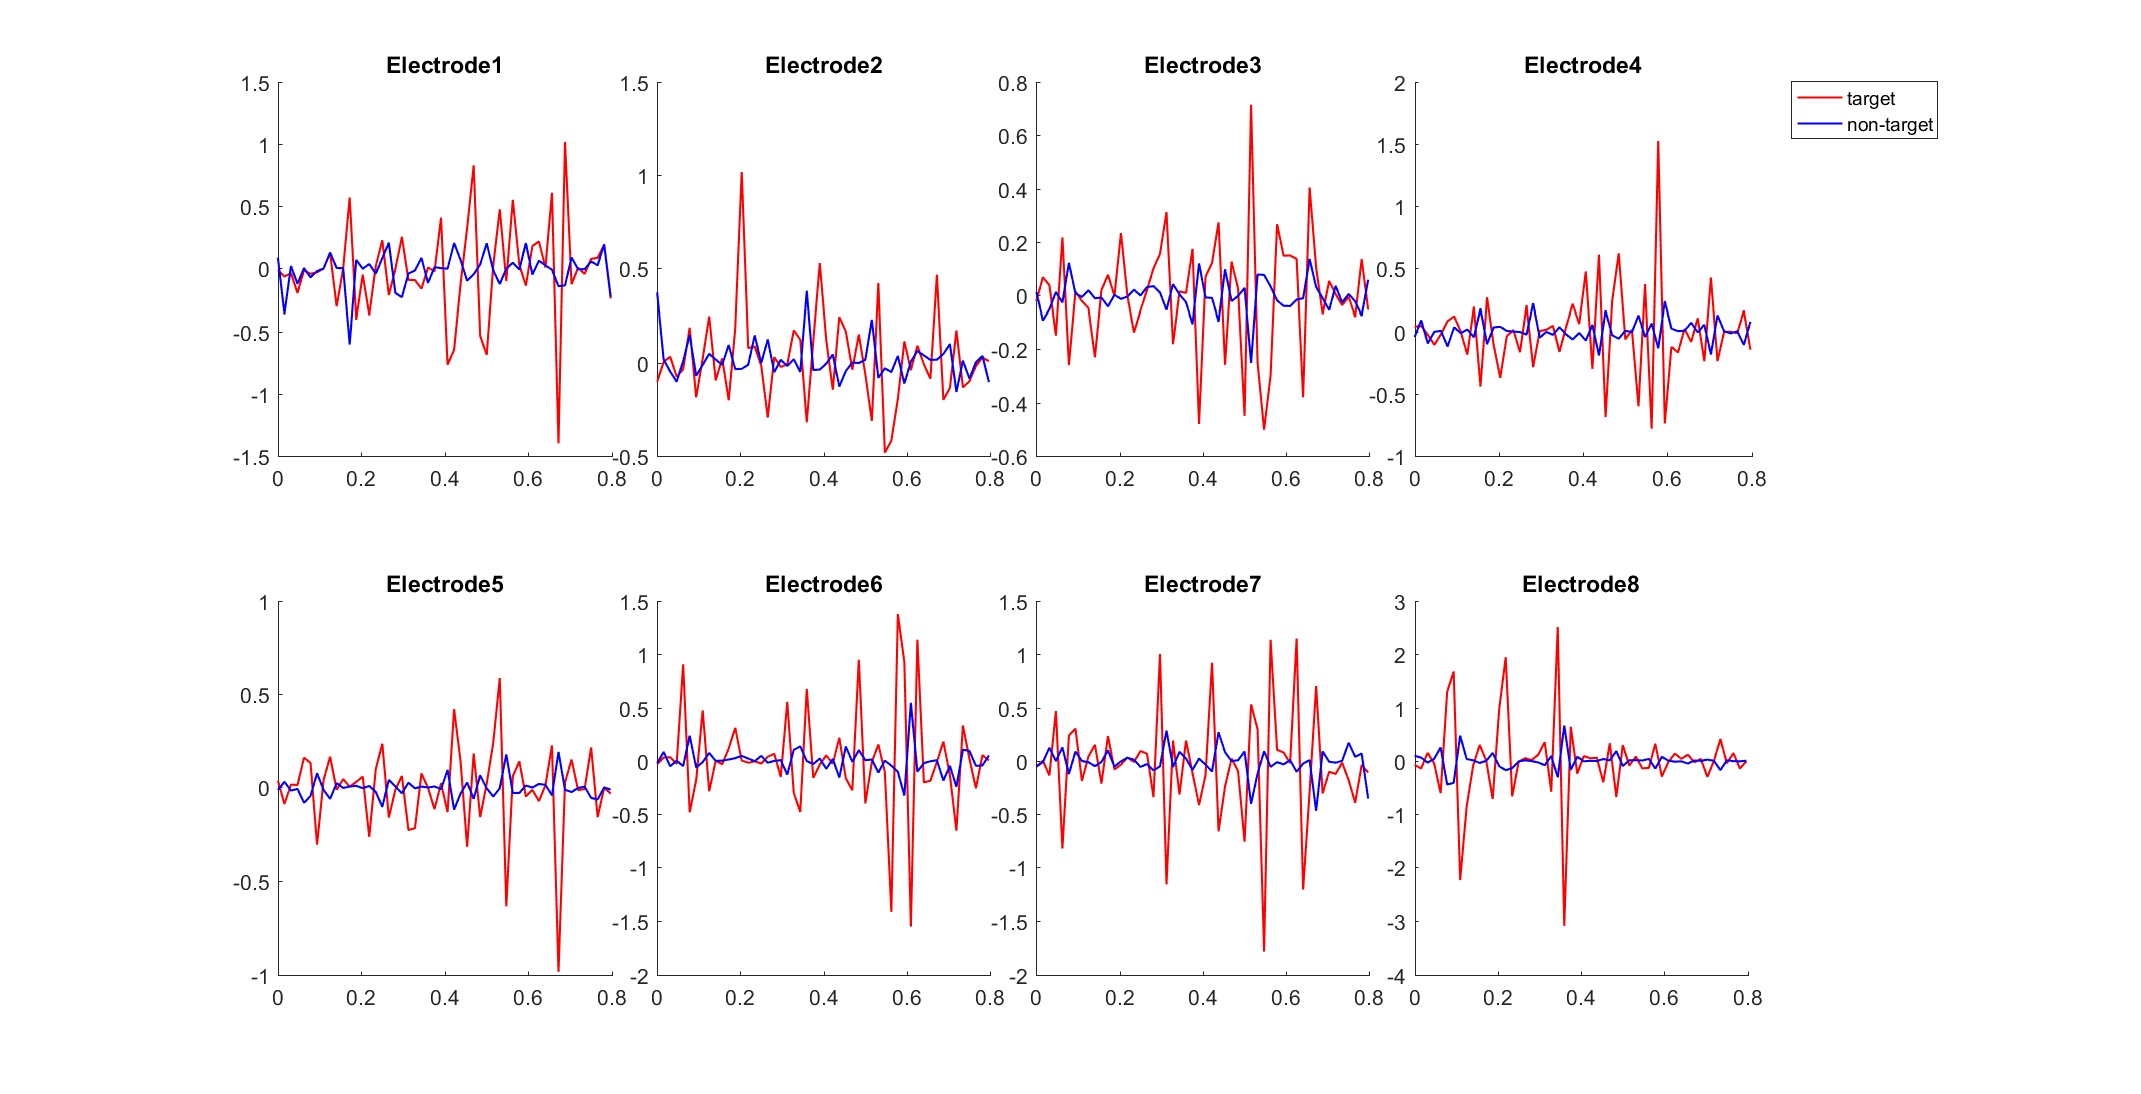 Electrode1 Electrode2 Electrode3 Electrode4
1.5 1 0.5 0 -0.5 -1 -1.5
0 0.2 0.4 0.6 0.8
1.5 1 0.5 0 -0.5
0 0.2 0.4 0.6 0.8
0.8 0.6 0.4 0.2 0 -0.2 -0.4 -0.6
0 0.2 0.4 0.6 0.8
2 1.5 1 0.5 0 -0.5 -1
0 0.2 0.4 0.6 0.8
target
non-target
Electrode5 Electrode6 Electrode7 Electrode8
1 0.5 0 -0.5 -1
0 0.2 0.4 0.6 0.8
1.5 1 0.5 0 -0.5 -1 -1.5 -2
0 0.2 0.4 0.6 0.8
1.5 1 0.5 0 -0.5 -1 -1.5 -2
0 0.2 0.4 0.6 0.8
3 2 1 0 -1 -2 -3 -4
0 0.2 0.4 0.6 0.8